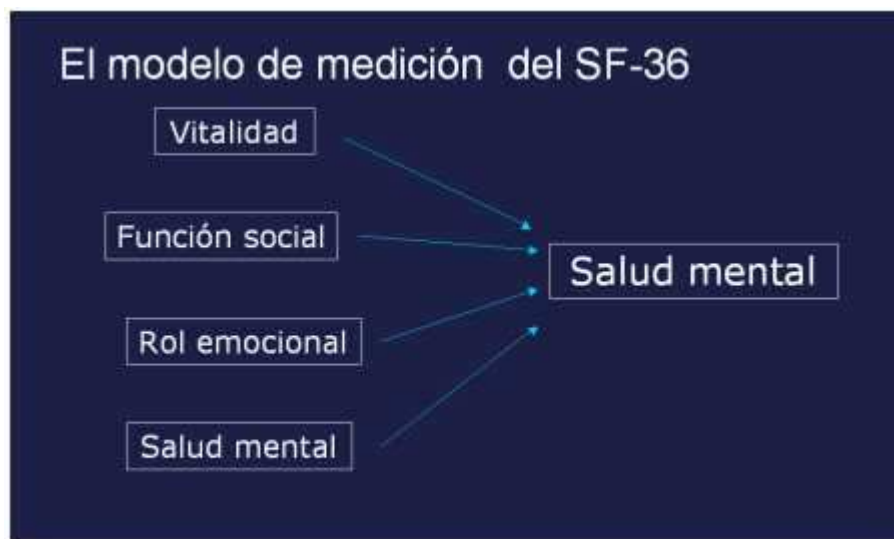 El modelo de medición del SF-36
Vitalidad
Función social
Salud mental
Rol emocional
Salud mental